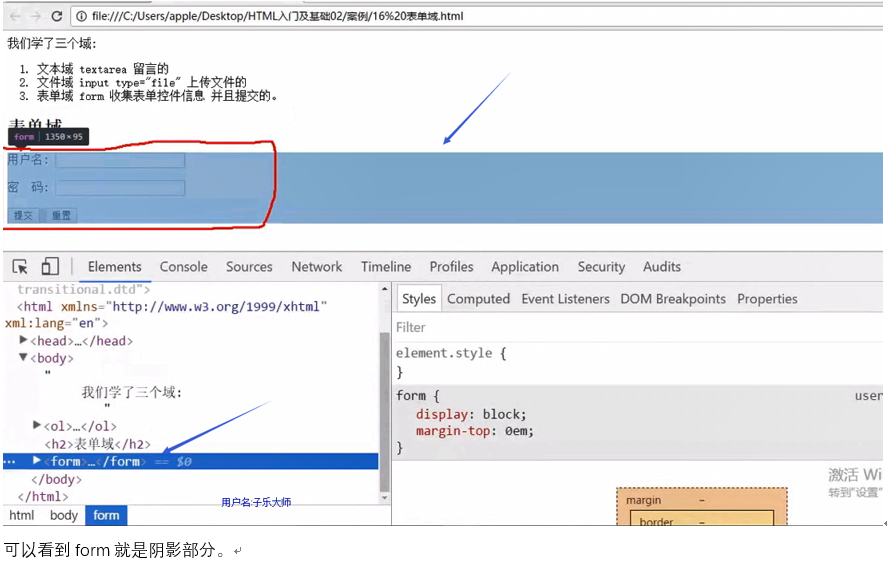 file:///C:/Users/apple/Desktop/HTML入门及基础02/案例/16%20表单域.html
我们学了三个域:
1. 文本域 textarea 留言的
2. 文件域 input type="file" 上传文件的
3. 表单域 form 收集表单控件信息 并且提交的。
表单域
form 1350×95
用户名:
密 码:
提交 重置
Elements Console Sources Network Timeline Profiles Application Security Audits
transitional.dtd">
<html xmlns="http://www.w3.org/1999/xhtml"
xml:lang="en">
▶<head>…</head>
▼<body>
"
我们学了三个域:
"
▶<ol>…</ol>
<h2>表单域</h2>
… ▶<form>…</form> == $0
</body>
</html>
用户名:子乐大师
html body form
Styles Computed Event Listeners DOM Breakpoints Properties
Filter
element.style {
}
form { user
display: block;
margin-top: 0em;
}
激活 Wi
转到"设置"
margin –
border –
可以看到 form 就是阴影部分。